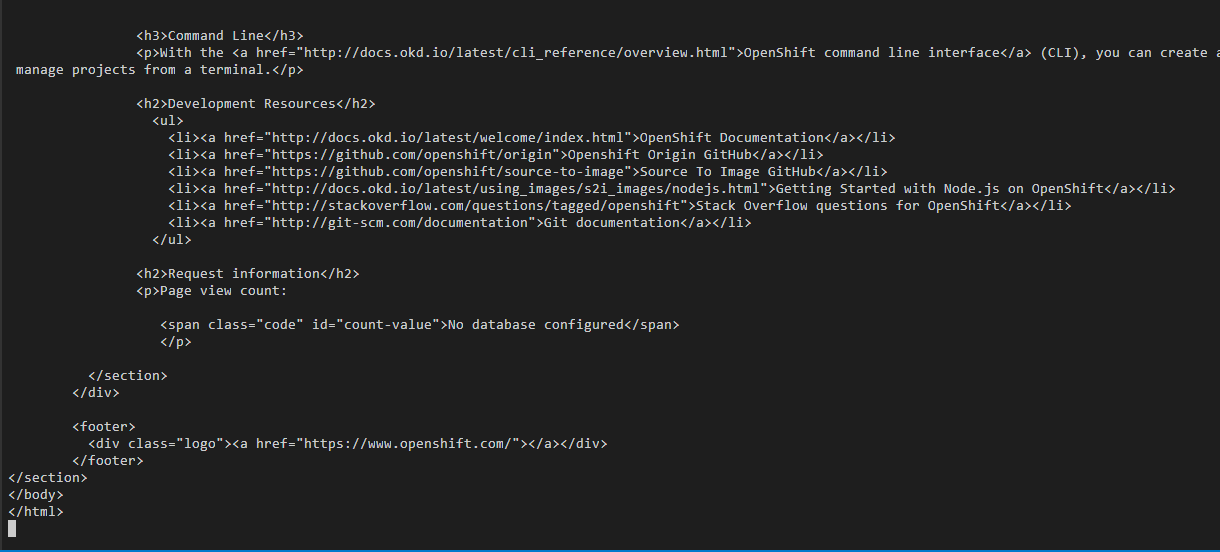 <h3>Command Line</h3>
<p>With the <a href="http://docs.okd.io/latest/cli_reference/overview.html">OpenShift command line interface</a> (CLI), you can create
manage projects from a terminal.</p>
<h2>Development Resources</h2>
<ul>
<li><a href="http://docs.okd.io/latest/welcome/index.html">OpenShift Documentation</a></li>
<li><a href="https://github.com/openshift/origin">Openshift Origin GitHub</a></li>
<li><a href="https://github.com/openshift/source-to-image">Source To Image GitHub</a></li>
<li><a href="http://docs.okd.io/latest/using_images/s2i_images/nodejs.html">Getting Started with Node.js on OpenShift</a></li>
<li><a href="http://stackoverflow.com/questions/tagged/openshift">Stack Overflow questions for OpenShift</a></li>
<li><a href="http://git-scm.com/documentation">Git documentation</a></li>
</ul>
<h2>Request information</h2>
<p>Page view count:
<span class="code" id="count-value">No database configured</span>
</p>
</section>
</div>
<footer>
<div class="logo"><a href="https://www.openshift.com/"></a></div>
</footer>
</section>
</body>
</html>